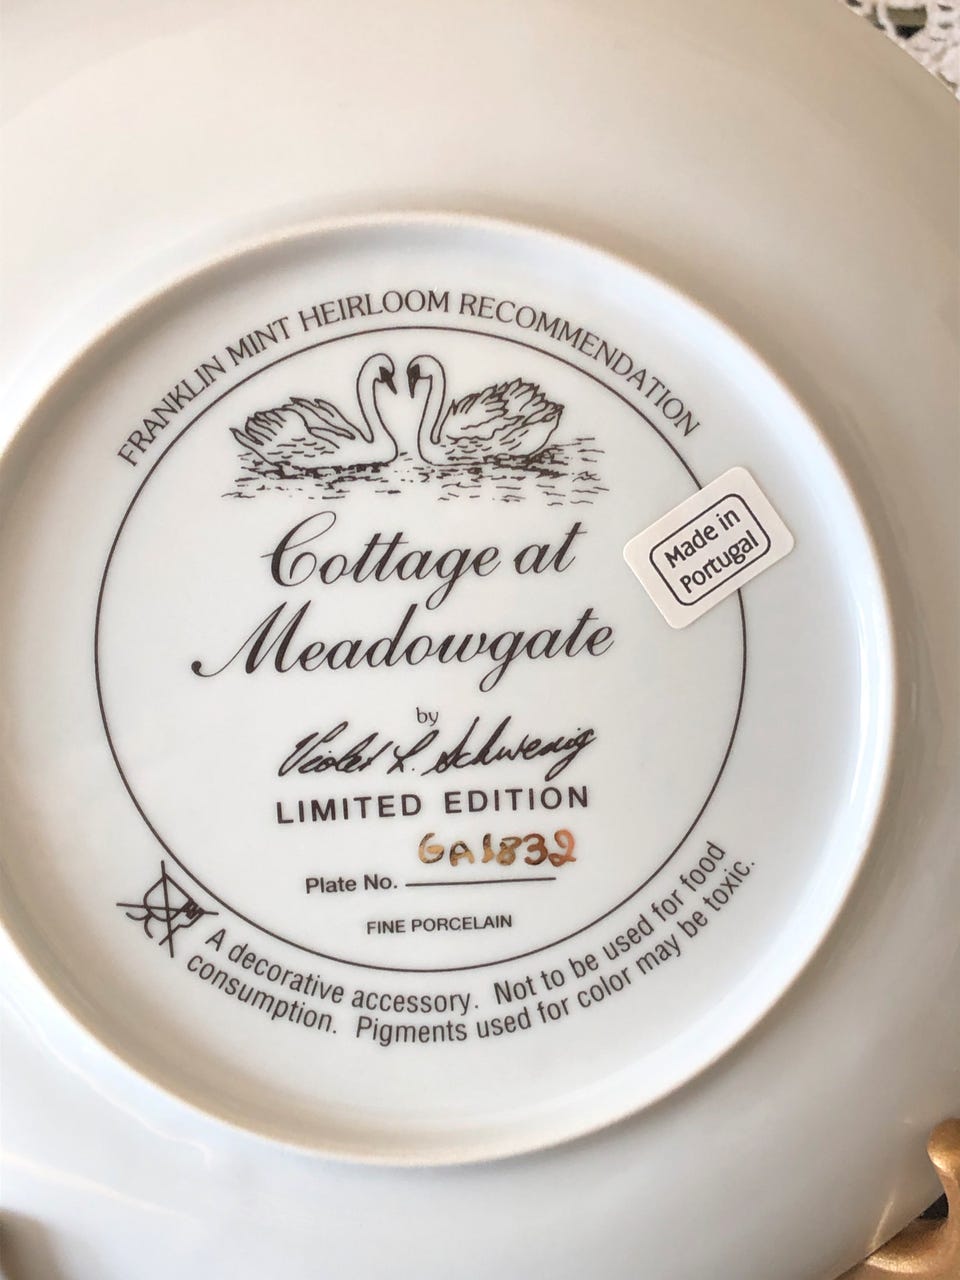 FRANKLIN MINT HEIRLOOM RECOMMENDATION
Cottage at
Meadowgate
by
Violet L. Schwenig
LIMITED EDITION
GA1832
Plate No.
FINE PORCELAIN
A decorative accessory. Not to be used for food
consumption. Pigments used for color may be toxic.
Made in
Portugal